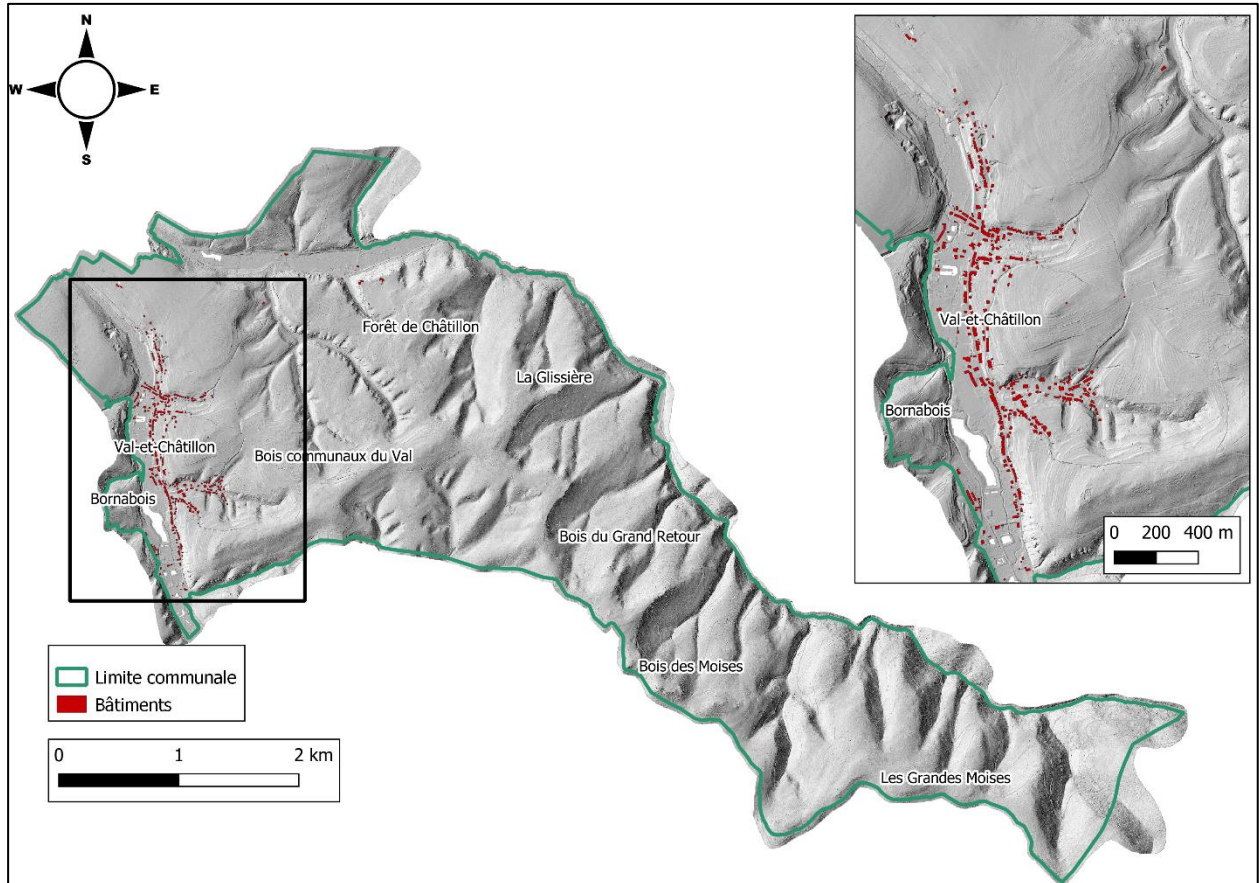 N
W
E
S
Forêt de Châtillon
La Glissière
Val-et-Châtillon
Bois communaux du Val
Bornabois
Bois du Grand Retour
Bois des Moises
Les Grandes Moises
Limite communale
Bâtiments
0 1 2 km
Val-et-Châtillon
Bornabois
0 200 400 m